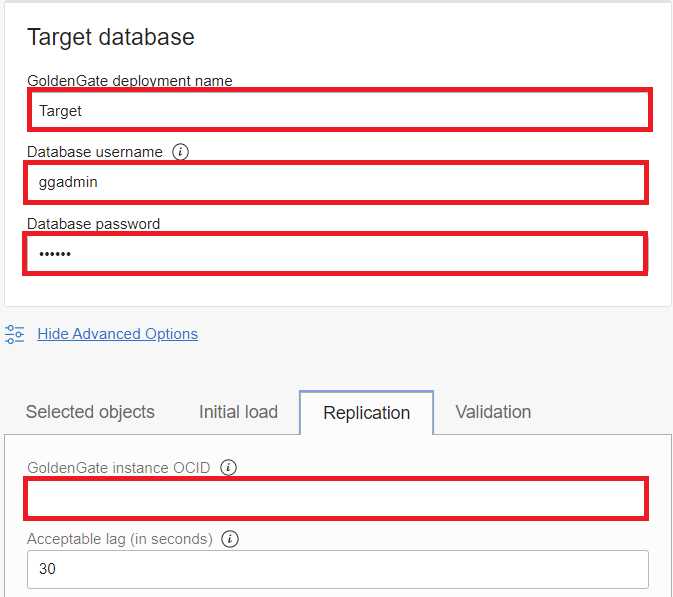 Target database
GoldenGate deployment name
Target
Database username
ggadmin
Database password
••••••
Hide Advanced Options
Selected objects Initial load Replication Validation
GoldenGate instance OCID
Acceptable lag (in seconds)
30